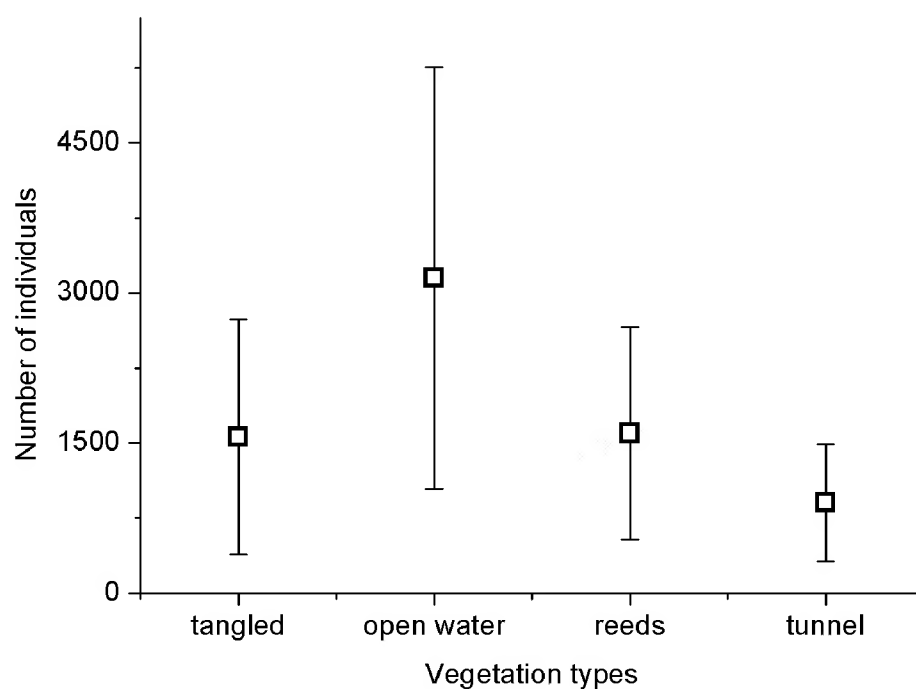 Number of individuals
4500
3000
1500
0
tangled open water reeds tunnel
Vegetation types